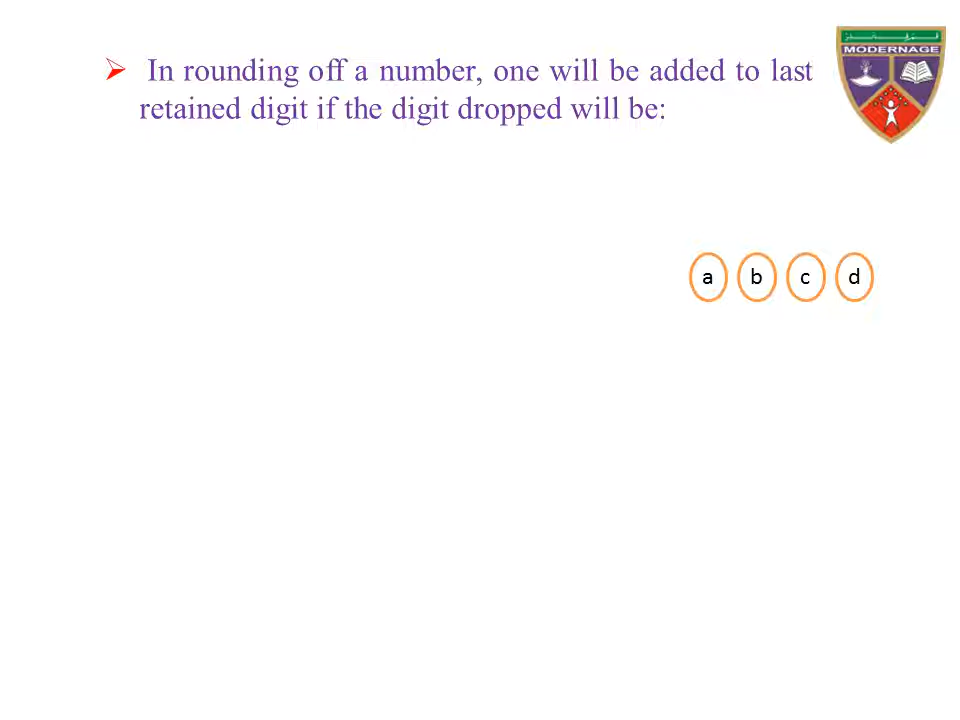 In rounding off a number, one will be added to last
retained digit if the digit dropped will be:
MODERNAGE
a b c d